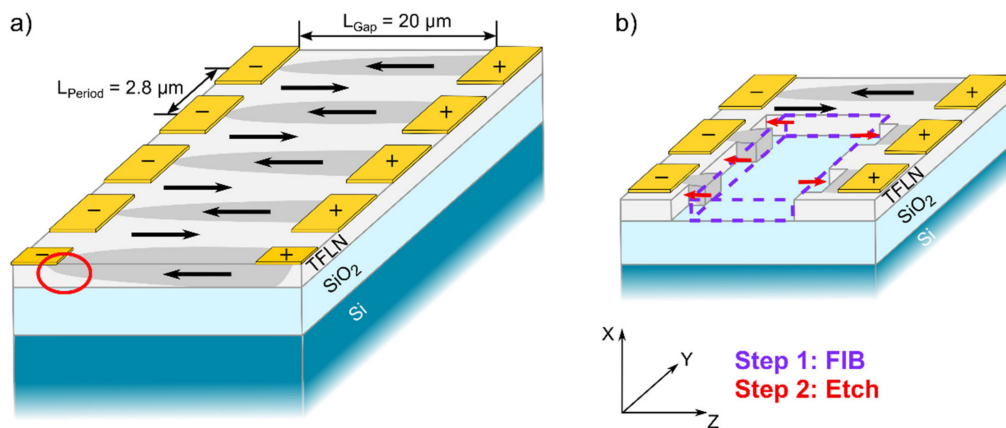 a)
L_Gap = 20 μm
L_Period = 2.8 μm
− +
− +
− +
− +
− +
TFLN
SiO₂
Si
b)
− +
− +
− +
TFLN
SiO₂
Si
X
Y
Z
Step 1: FIB
Step 2: Etch